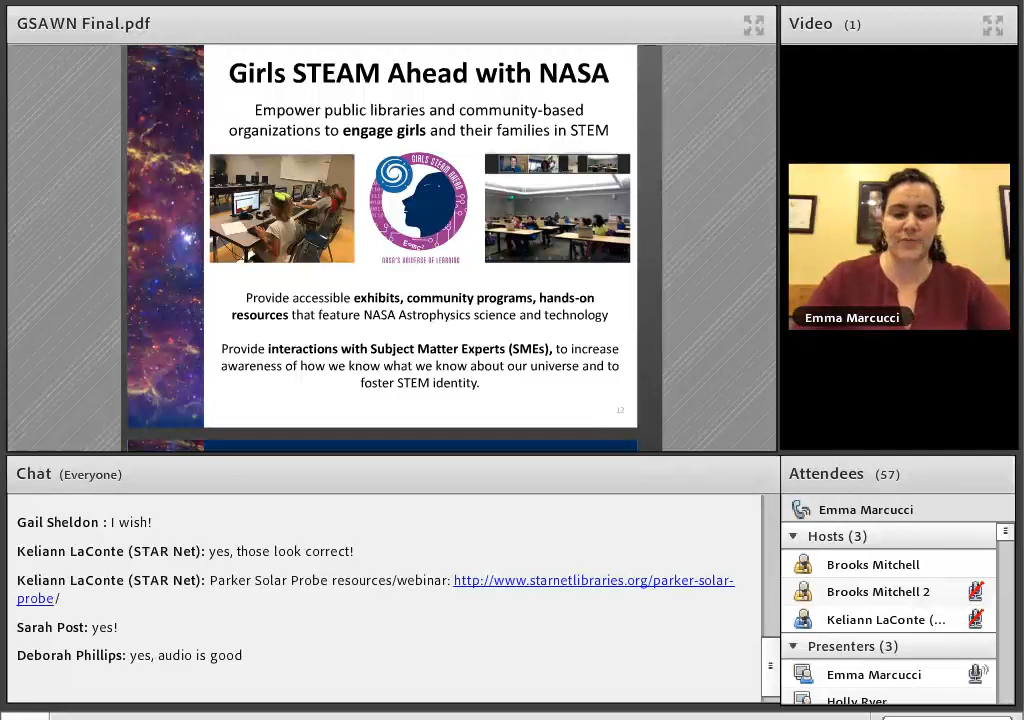 GSAWN Final.pdf
Girls STEAM Ahead with NASA
Empower public libraries and community-based
organizations to engage girls and their families in STEM
GIRLS STEAM AHEAD
E=mc²
NASA'S UNIVERSE OF LEARNING
Provide accessible exhibits, community programs, hands-on
resources that feature NASA Astrophysics science and technology
Provide interactions with Subject Matter Experts (SMEs), to increase
awareness of how we know what we know about our universe and to
foster STEM identity.
12
Video (1)
Emma Marcucci
Chat (Everyone)
Gail Sheldon : I wish!
Keliann LaConte (STAR Net): yes, those look correct!
Keliann LaConte (STAR Net): Parker Solar Probe resources/webinar: http://www.starnetlibraries.org/parker-solar-
probe/
Sarah Post: yes!
Deborah Phillips: yes, audio is good
Attendees (57)
Emma Marcucci
Hosts (3)
Brooks Mitchell
Brooks Mitchell 2
Keliann LaConte (...
Presenters (3)
Emma Marcucci
Holly Ryer